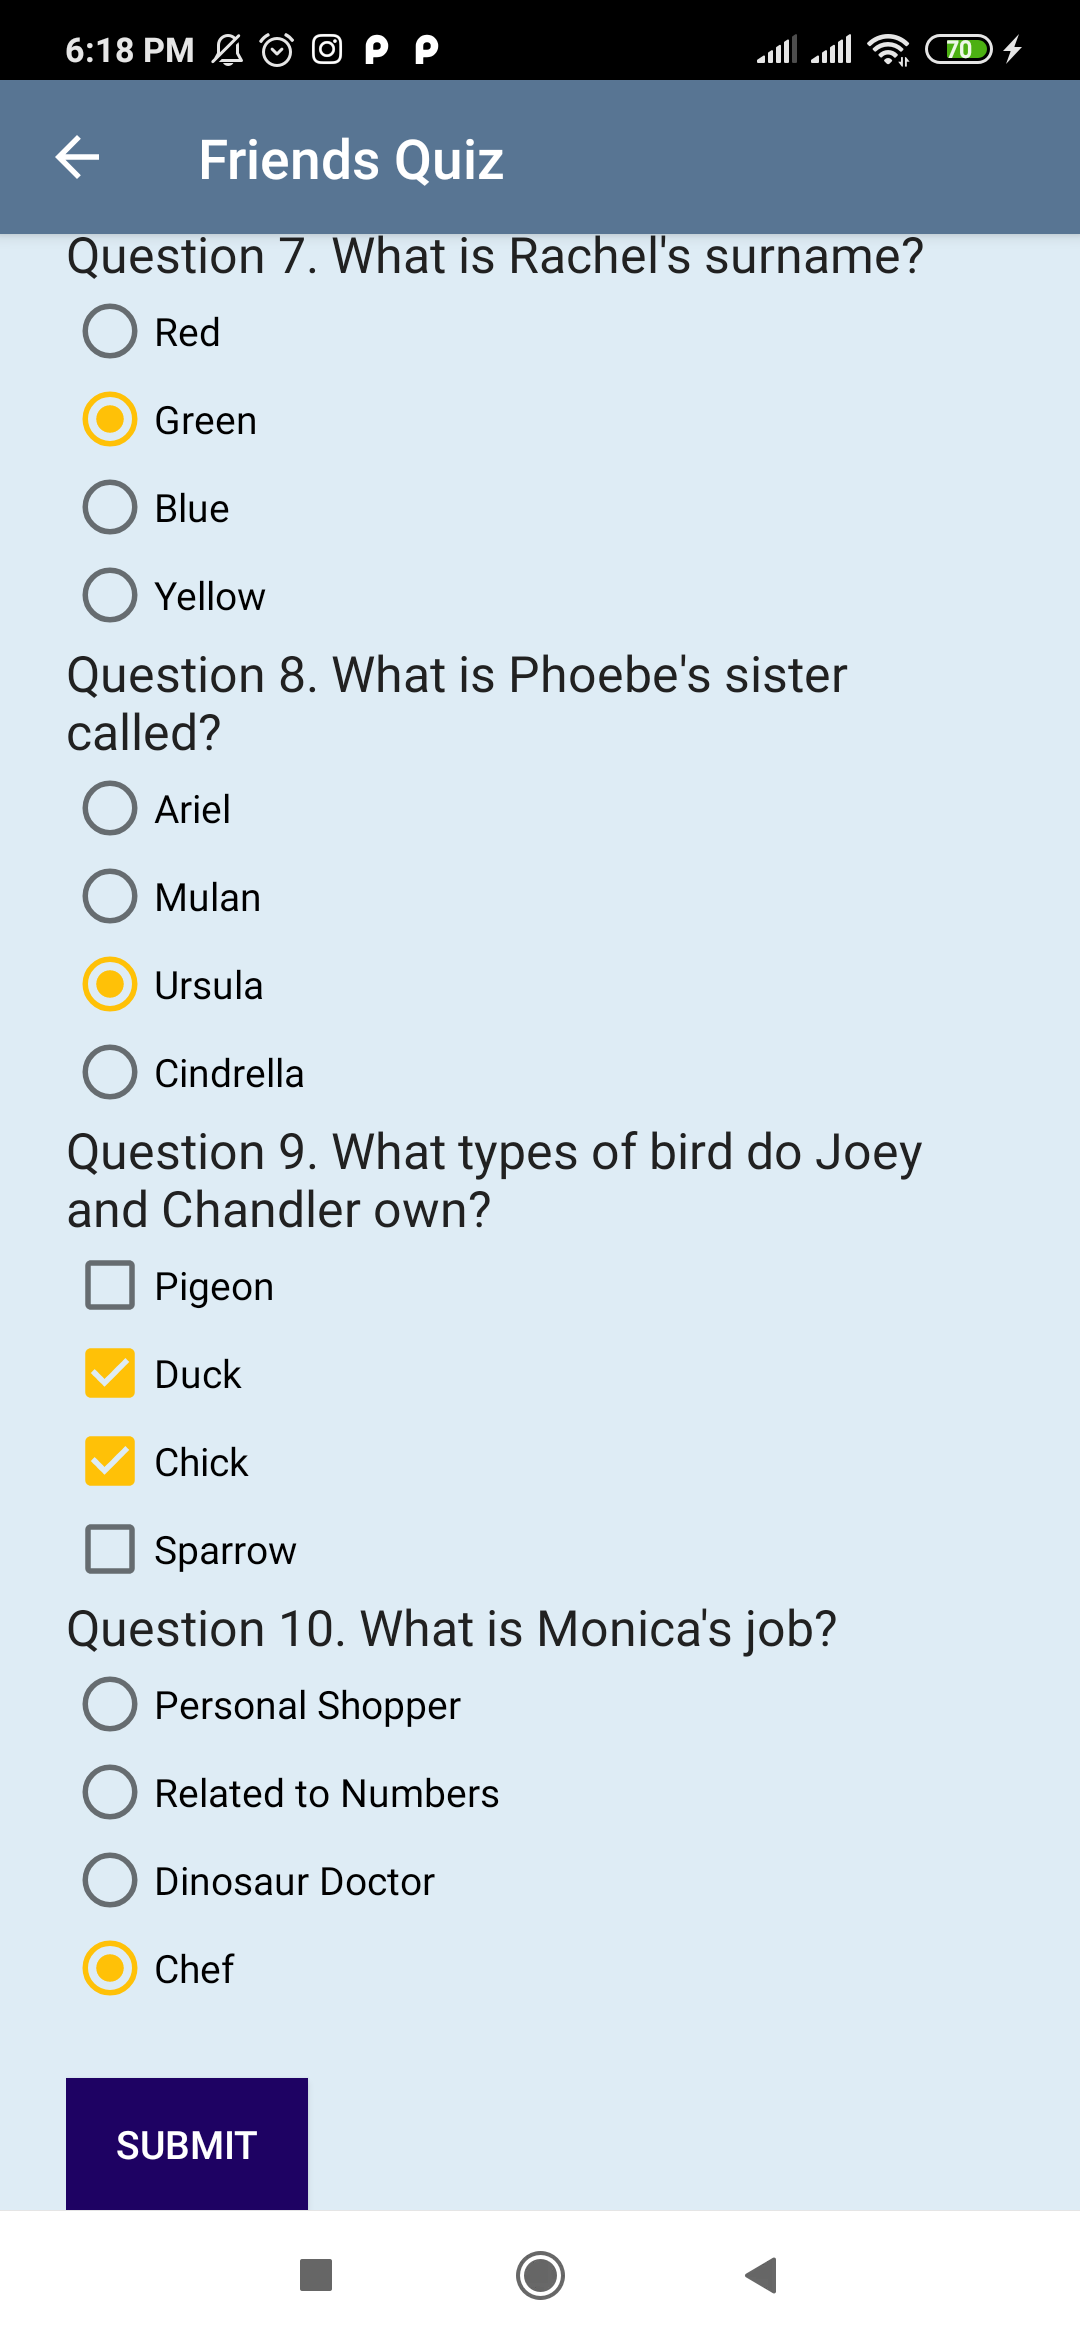 6:18 PM
70
Friends Quiz
Question 7. What is Rachel's surname?
Red
Green
Blue
Yellow
Question 8. What is Phoebe's sister
called?
Ariel
Mulan
Ursula
Cindrella
Question 9. What types of bird do Joey
and Chandler own?
Pigeon
Duck
Chick
Sparrow
Question 10. What is Monica's job?
Personal Shopper
Related to Numbers
Dinosaur Doctor
Chef
SUBMIT